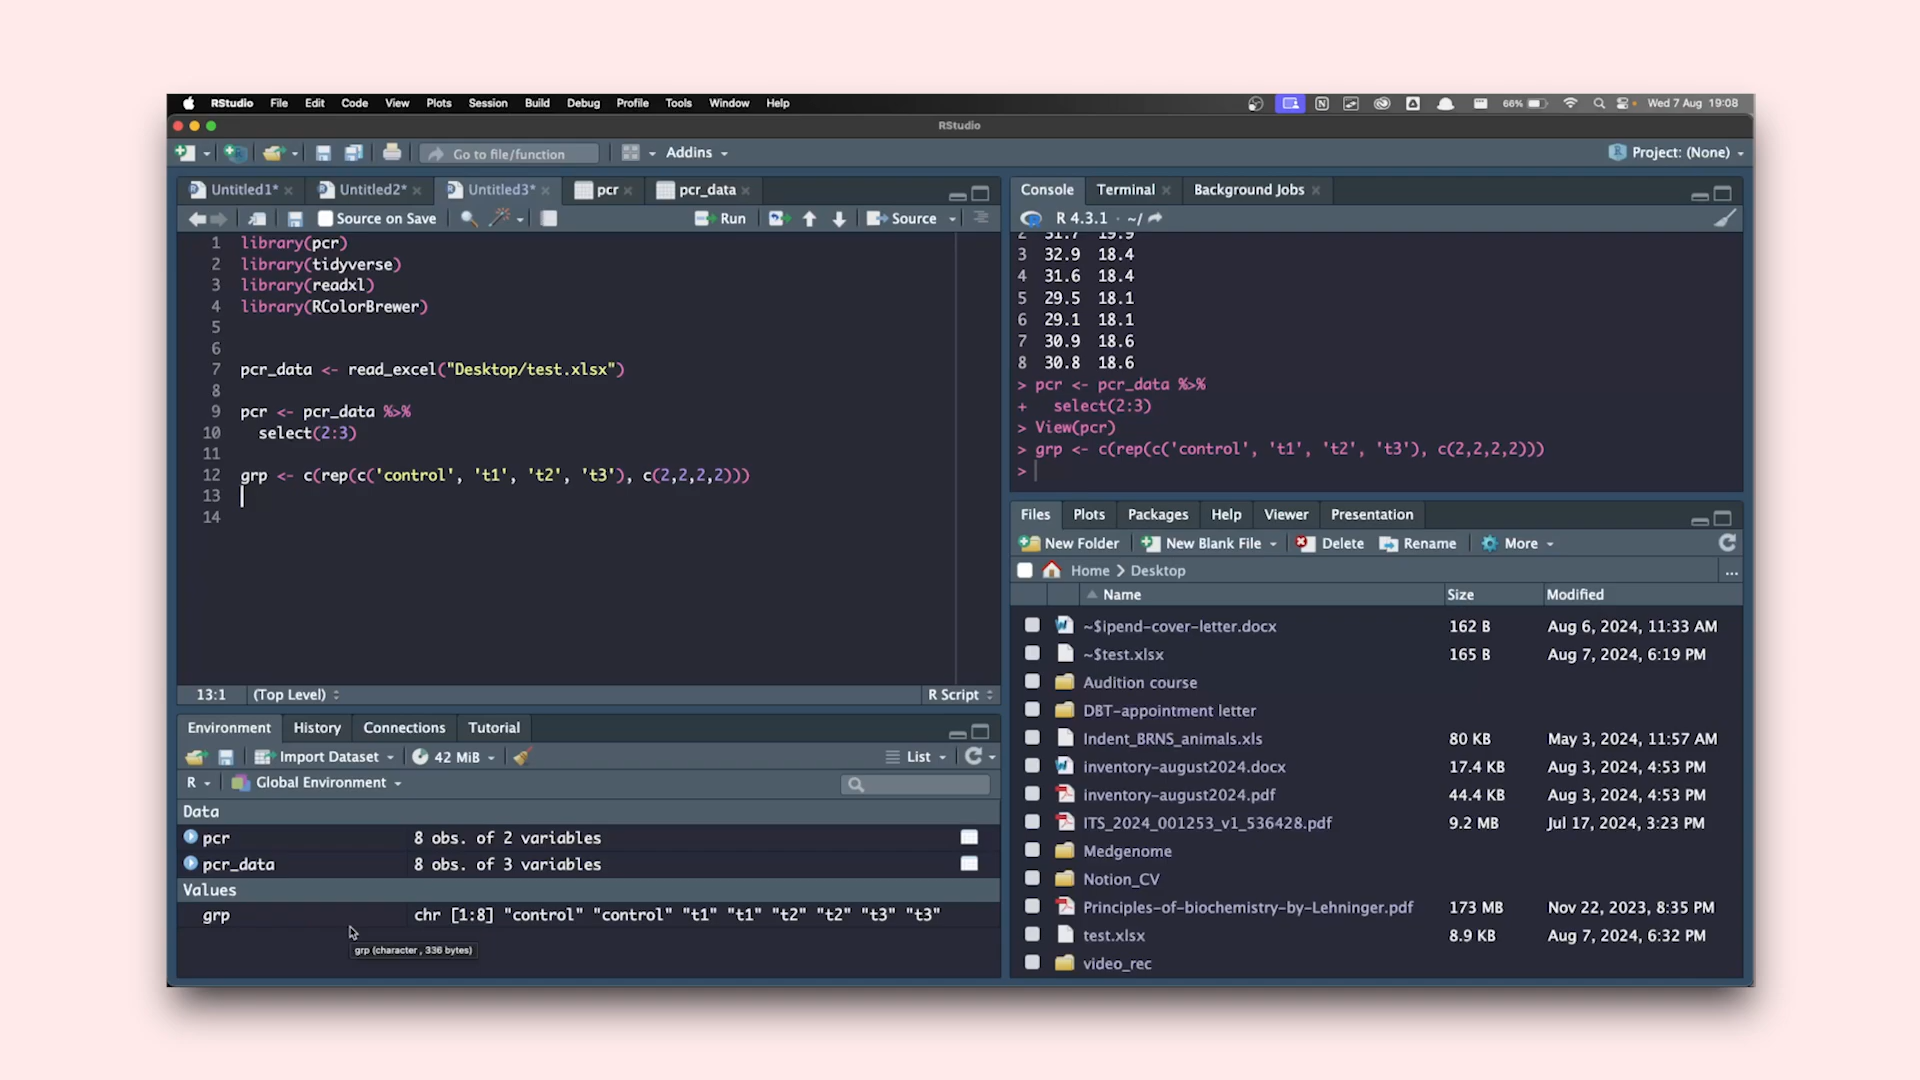 RStudio File Edit Code View Plots Session Build Debug Profile Tools Window Help 66% Wed 7 Aug 19:08
RStudio
Go to file/function Addins Project: (None)
Untitled1* Untitled2* Untitled3* pcr pcr_data
Source on Save Run Source
1 library(pcr)
2 library(tidyverse)
3 library(readxl)
4 library(RColorBrewer)
5
6
7 pcr_data <- read_excel("Desktop/test.xlsx")
8
9 pcr <- pcr_data %>%
10 select(2:3)
11
12 grp <- c(rep(c('control', 't1', 't2', 't3'), c(2,2,2,2)))
13
14
13:1 (Top Level) R Script
Environment History Connections Tutorial
Import Dataset 42 MiB List
R Global Environment
Data
pcr 8 obs. of 2 variables
pcr_data 8 obs. of 3 variables
Values
grp chr [1:8] "control" "control" "t1" "t1" "t2" "t2" "t3" "t3"
grp (character , 336 bytes)
Console Terminal Background Jobs
R 4.3.1 · ~/
2 31.7 19.9
3 32.9 18.4
4 31.6 18.4
5 29.5 18.1
6 29.1 18.1
7 30.9 18.6
8 30.8 18.6
> pcr <- pcr_data %>%
+ select(2:3)
> View(pcr)
> grp <- c(rep(c('control', 't1', 't2', 't3'), c(2,2,2,2)))
>
Files Plots Packages Help Viewer Presentation
New Folder New Blank File Delete Rename More
Home Desktop ...
Name Size Modified
~$ipend-cover-letter.docx 162 B Aug 6, 2024, 11:33 AM
~$test.xlsx 165 B Aug 7, 2024, 6:19 PM
Audition course
DBT-appointment letter
Indent_BRNS_animals.xls 80 KB May 3, 2024, 11:57 AM
inventory-august2024.docx 17.4 KB Aug 3, 2024, 4:53 PM
inventory-august2024.pdf 44.4 KB Aug 3, 2024, 4:53 PM
ITS_2024_001253_v1_536428.pdf 9.2 MB Jul 17, 2024, 3:23 PM
Medgenome
Notion_CV
Principles-of-biochemistry-by-Lehninger.pdf 173 MB Nov 22, 2023, 8:35 PM
test.xlsx 8.9 KB Aug 7, 2024, 6:32 PM
video_rec